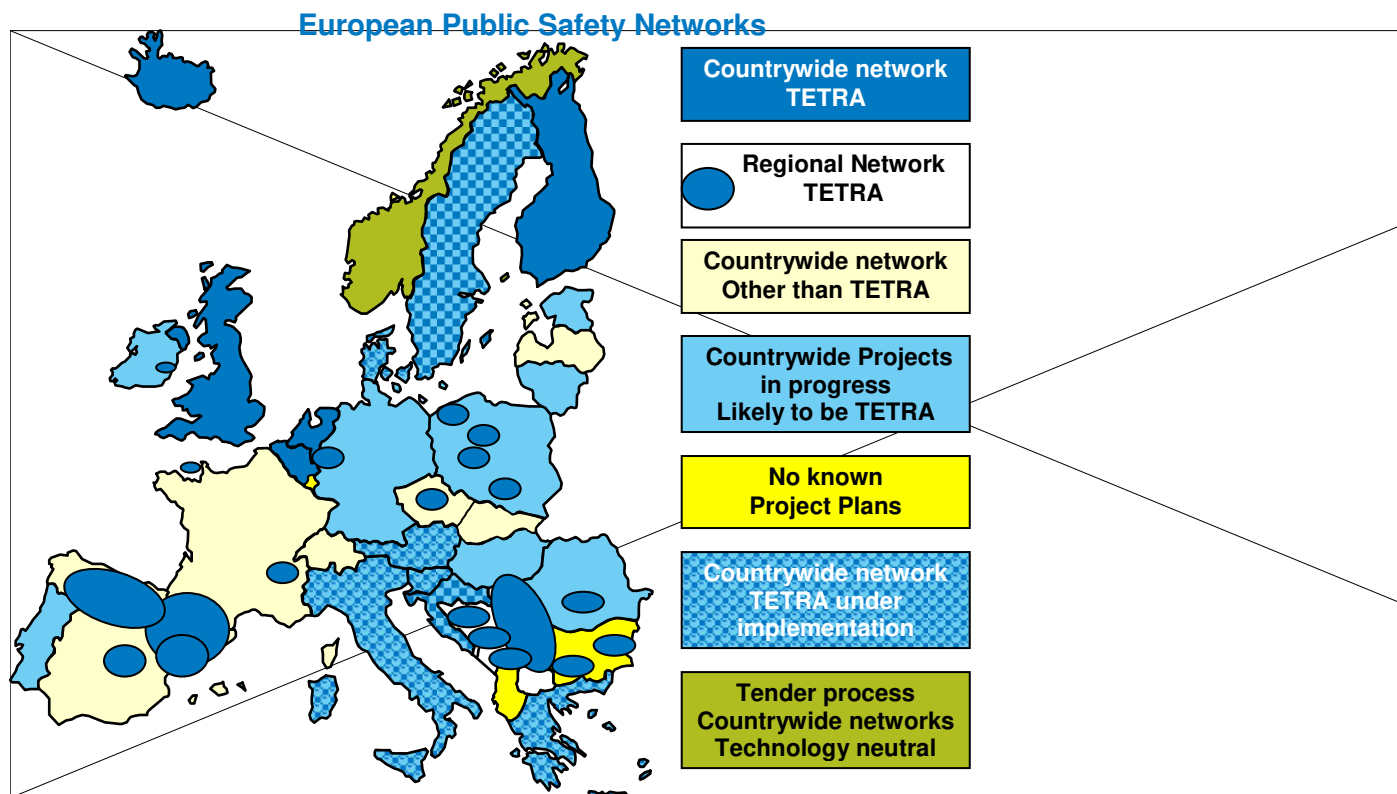 European Public Safety Networks
Countrywide network
TETRA
Regional Network
TETRA
Countrywide network
Other than TETRA
Countrywide Projects
in progress
Likely to be TETRA
No known
Project Plans
Countrywide network
TETRA under
implementation
Tender process
Countrywide networks
Technology neutral